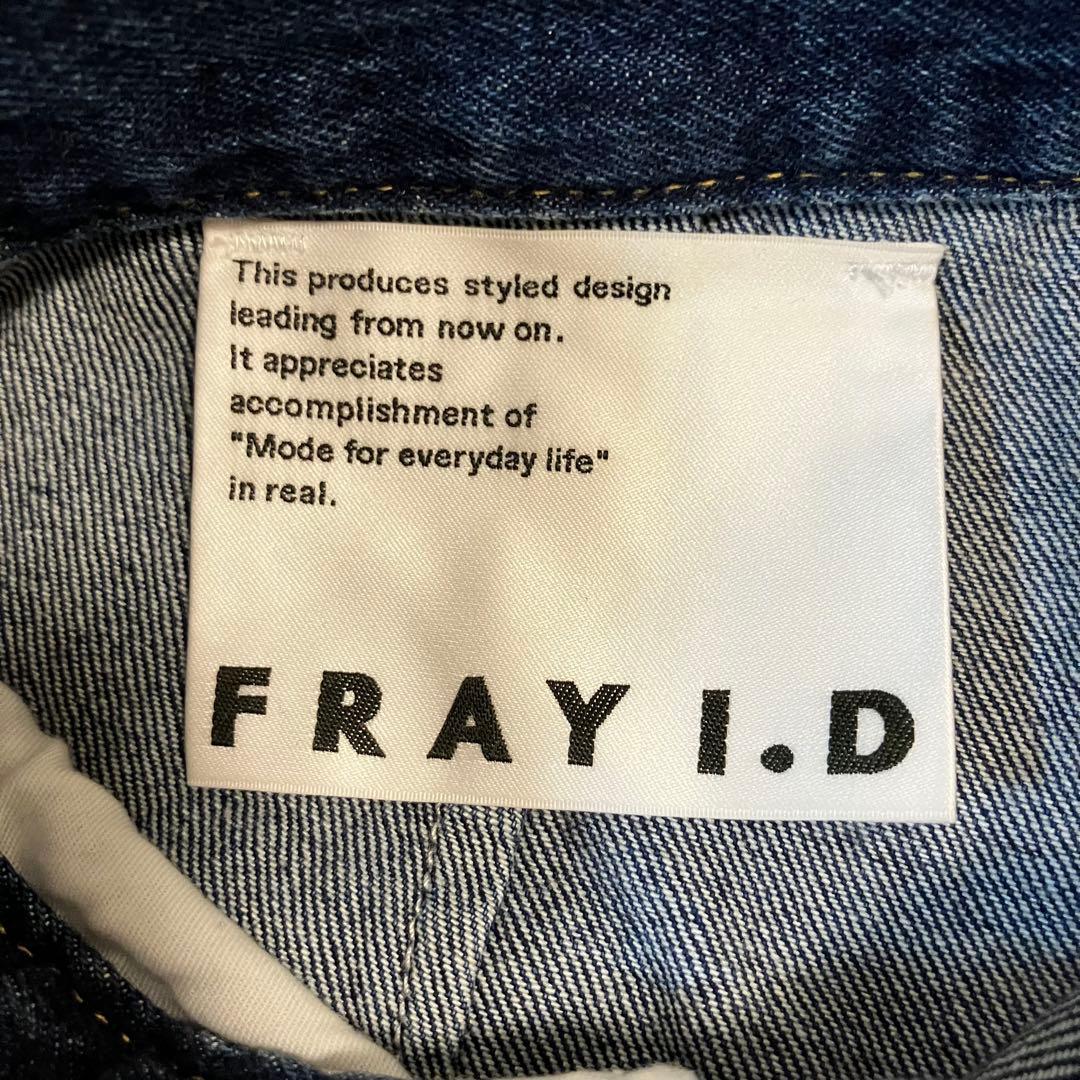 This produces styled design
leading from now on.
It appreciates
accomplishment of
"Mode for everyday life"
in real.
FRAY I.D